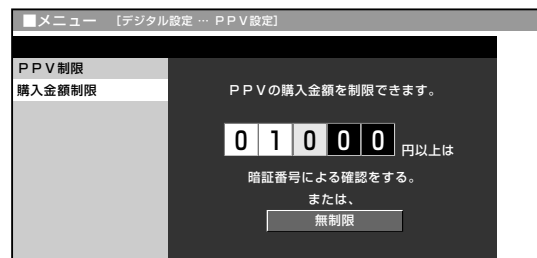 ■メニュー [デジタル設定 … ＰＰＶ設定]
ＰＰＶ制限
購入金額制限
ＰＰＶの購入金額を制限できます。
０１０００円以上は
暗証番号による確認をする。
または、
無制限